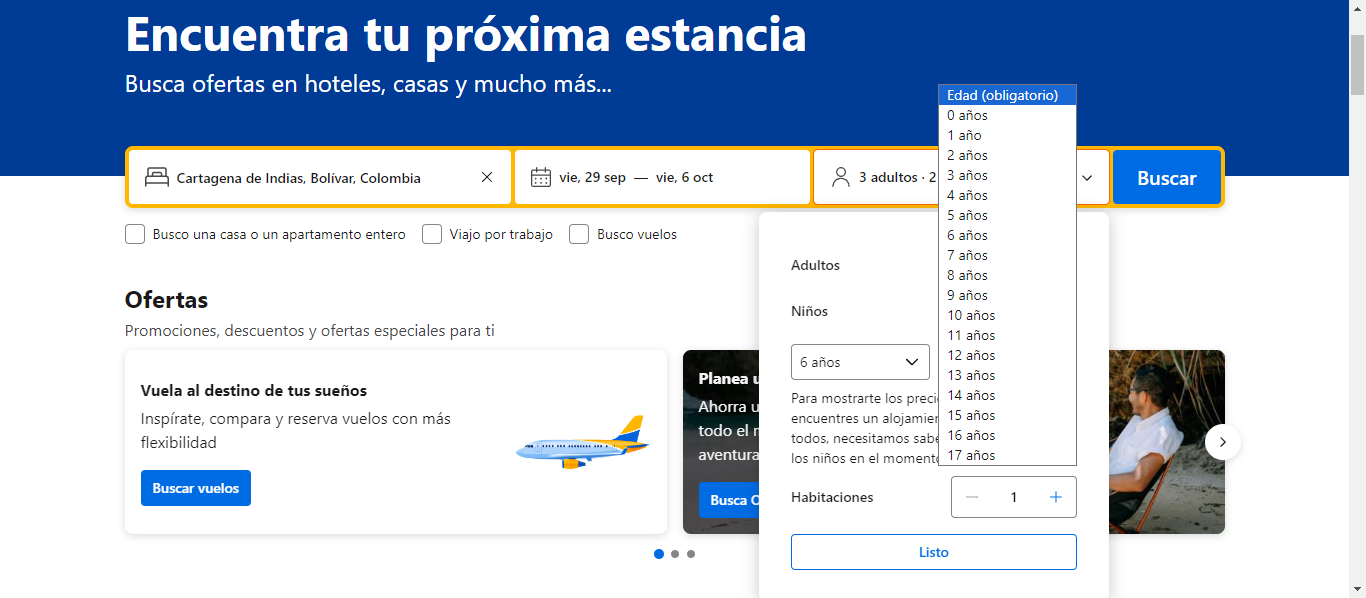 Encuentra tu próxima estancia
Busca ofertas en hoteles, casas y mucho más...
Cartagena de Indias, Bolívar, Colombia
vie, 29 sep — vie, 6 oct
3 adultos · 2
Buscar
Busco una casa o un apartamento entero
Viajo por trabajo
Busco vuelos
Edad (obligatorio)
0 años
1 año
2 años
3 años
4 años
5 años
6 años
7 años
8 años
9 años
10 años
11 años
12 años
13 años
14 años
15 años
16 años
17 años
Adultos
Niños
6 años
Para mostrarte los
encuentres un
todos, necesitamos
los niños en el
Habitaciones
1
Listo
Ofertas
Promociones, descuentos y ofertas especiales para ti
Vuela al destino de tus sueños
Inspírate, compara y reserva vuelos con más
flexibilidad
Buscar vuelos
Planea
Ahorra
todo el
aventura
Busca